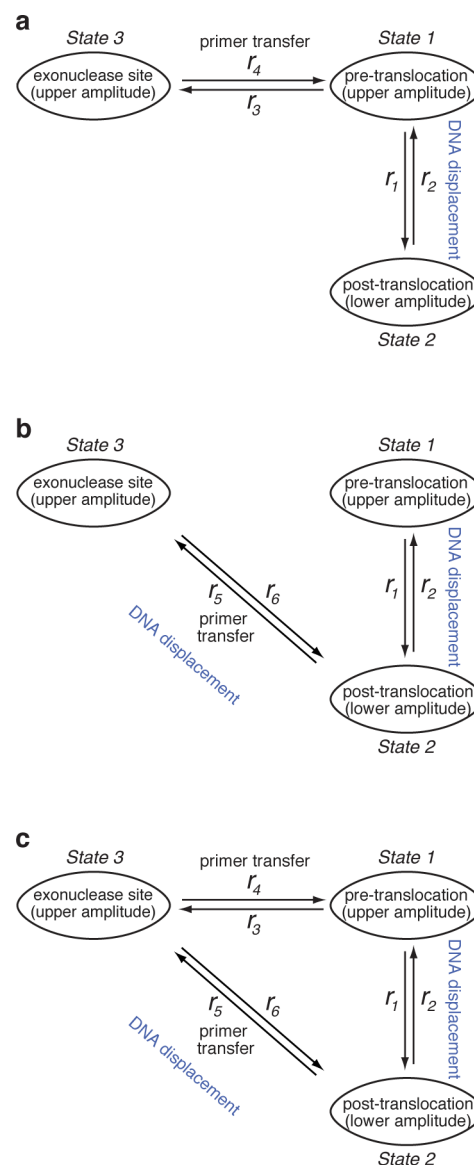 a
State 3
primer transfer
State 1
exonuclease site
(upper amplitude)
r4
r3
pre-translocation
(upper amplitude)
r1
r2
DNA displacement
post-translocation
(lower amplitude)
State 2
b
State 3
State 1
exonuclease site
(upper amplitude)
pre-translocation
(upper amplitude)
r5
r6
primer
transfer
DNA displacement
r1
r2
DNA displacement
post-translocation
(lower amplitude)
State 2
c
State 3
primer transfer
State 1
exonuclease site
(upper amplitude)
r4
r3
pre-translocation
(upper amplitude)
r5
r6
primer
transfer
DNA displacement
r1
r2
DNA displacement
post-translocation
(lower amplitude)
State 2